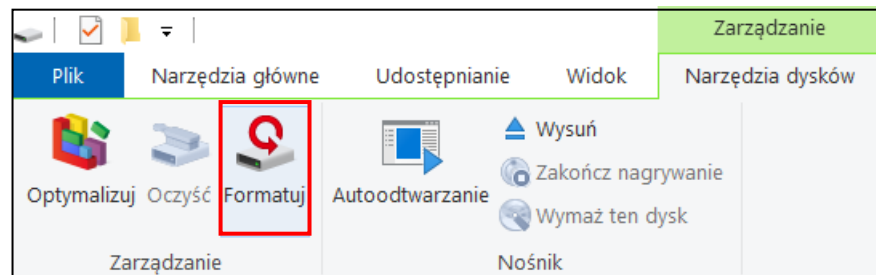 Zarządzanie
Plik Narzędzia główne Udostępnianie Widok Narzędzia dysków
Optymalizuj Oczyść Formatuj Autoodtwarzanie
Wysuń
Zakończ nagrywanie
Wymaż ten dysk
Zarządzanie Nośnik